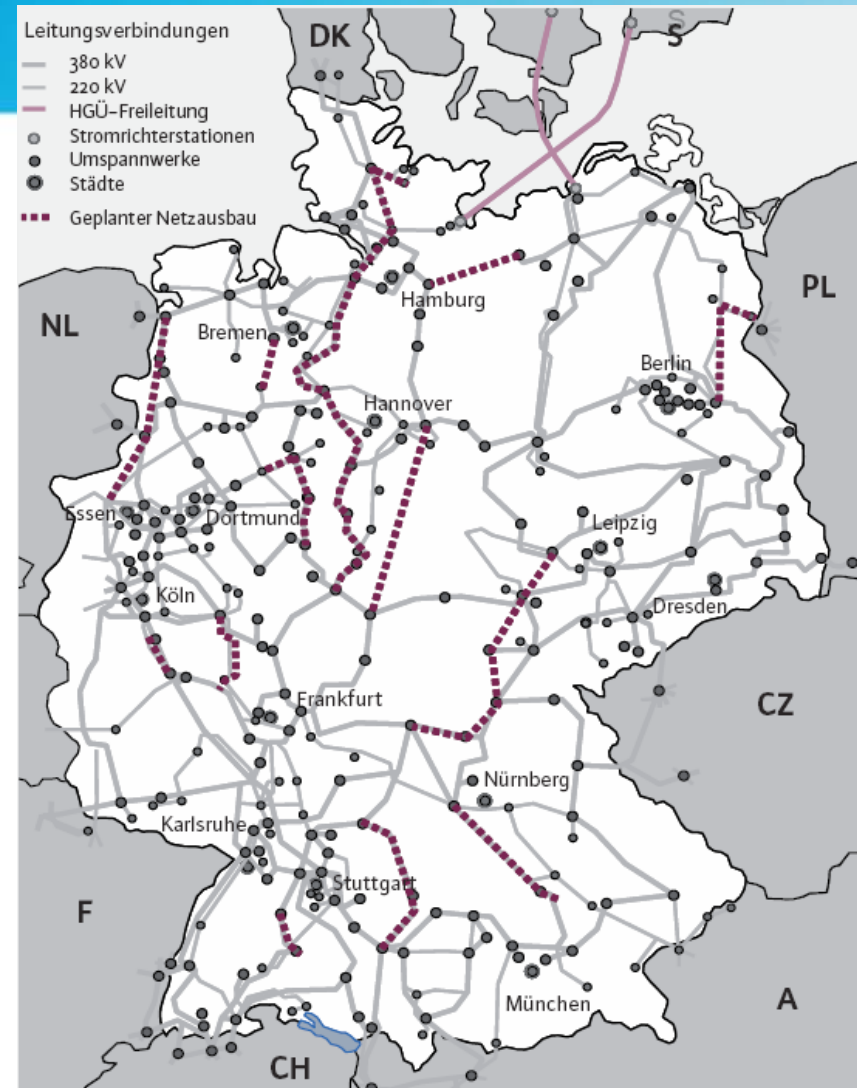 Leitungsverbindungen
380 kV
220 kV
HGÜ-Freileitung
Stromrichterstationen
Umspannwerke
Städte
Geplanter Netzausbau
DK
S
S
NL
PL
Hamburg
Bremen
Berlin
Hannover
Essen
Dortmund
Leipzig
Köln
Dresden
Frankfurt
CZ
Nürnberg
Karlsruhe
Stuttgart
F
München
A
CH